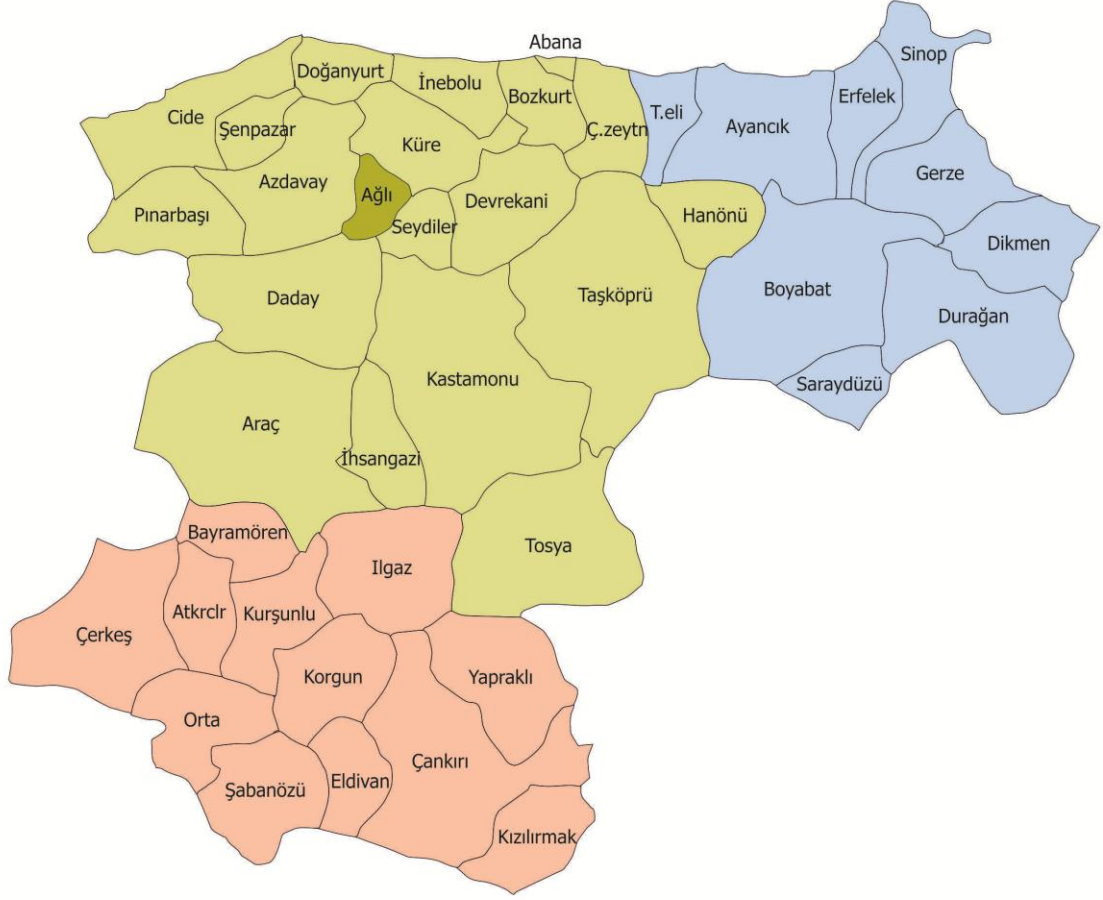 Abana
Sinop
Doğanyurt
İnebolu
Bozkurt
Erfelek
Cide
Şenpazar
Küre
Ç.zeytn
T.eli
Ayancık
Azdavay
Ağlı
Devrekani
Hanönü
Gerze
Pınarbaşı
Seydiler
Dikmen
Daday
Taşköprü
Boyabat
Durağan
Kastamonu
Saraydüzü
Araç
İhsangazi
Bayramören
Tosya
Ilgaz
Çerkeş
Atkrclr
Kurşunlu
Korgun
Yapraklı
Orta
Çankırı
Şabanözü
Eldivan
Kızılırmak